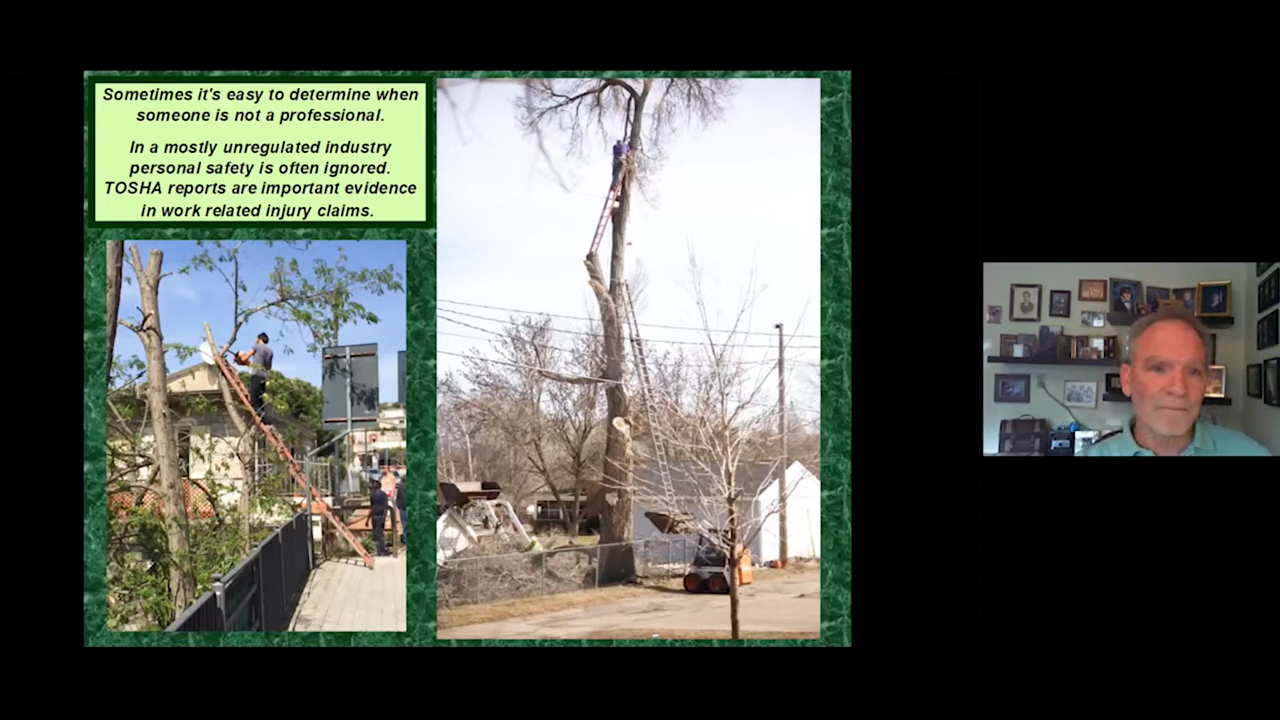 Sometimes it's easy to determine when
someone is not a professional.
In a mostly unregulated industry
personal safety is often ignored.
TOSHA reports are important evidence
in work related injury claims.